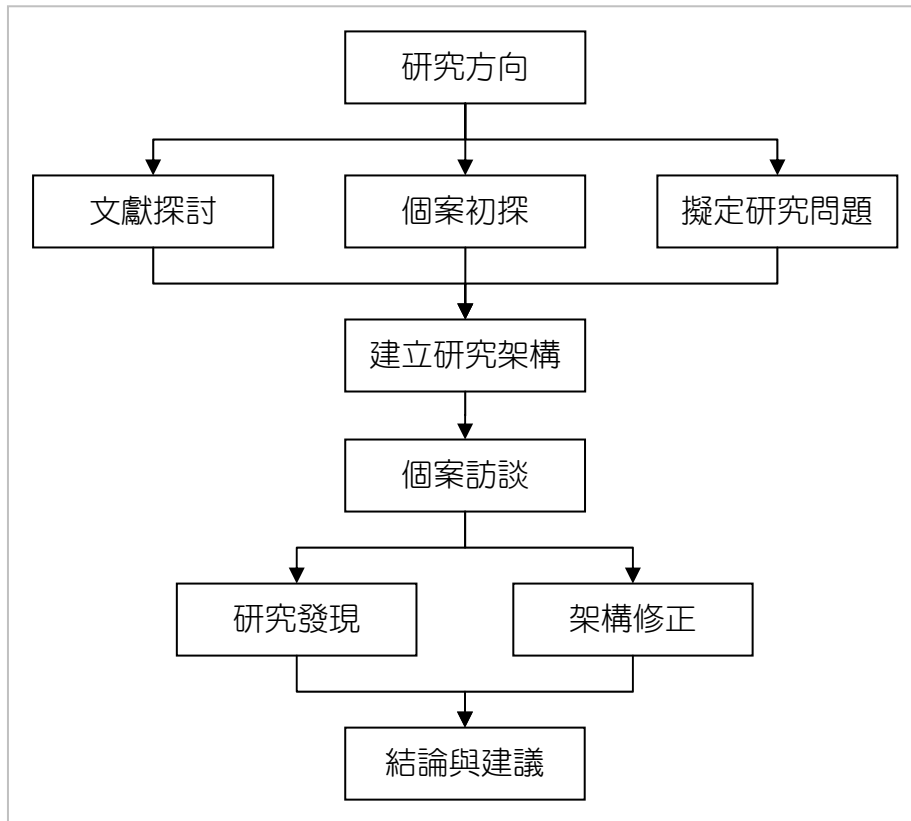 研究方向
文獻探討
個案初探
擬定研究問題
建立研究架構
個案訪談
研究發現
架構修正
結論與建議